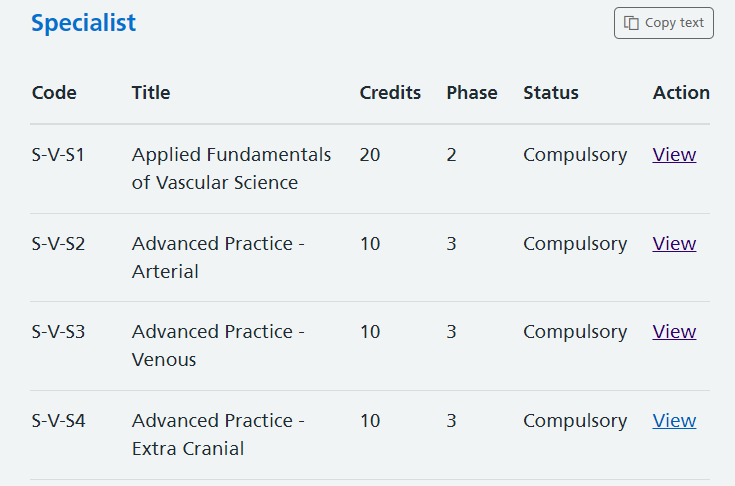 Specialist
Copy text
Code Title Credits Phase Status Action
S-V-S1 Applied Fundamentals 20 2 Compulsory View
of Vascular Science
S-V-S2 Advanced Practice - 10 3 Compulsory View
Arterial
S-V-S3 Advanced Practice - 10 3 Compulsory View
Venous
S-V-S4 Advanced Practice - 10 3 Compulsory View
Extra Cranial